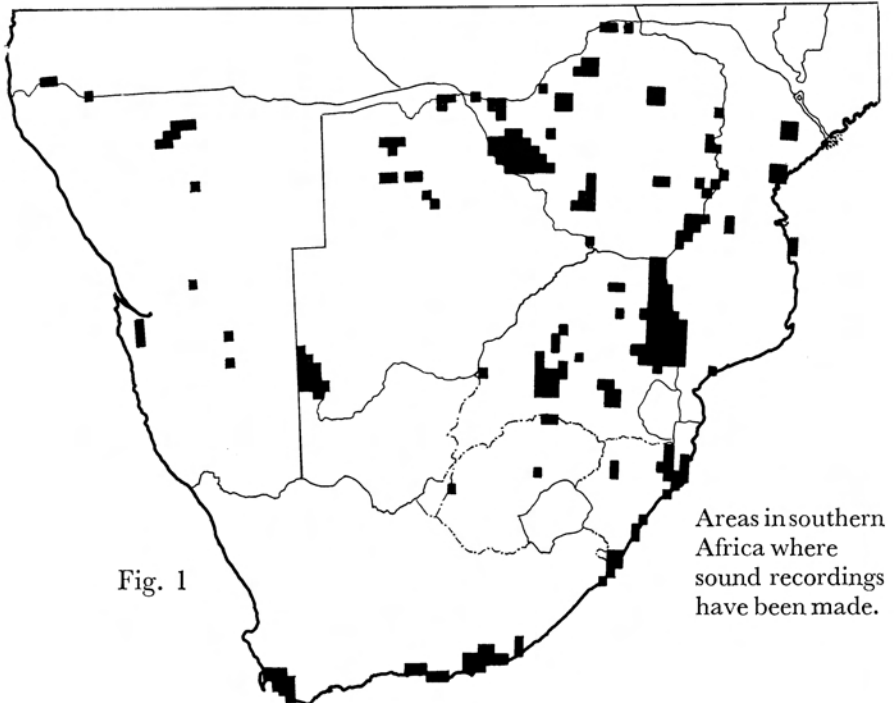 Fig. 1
Areas in southern
Africa where
sound recordings
have been made.